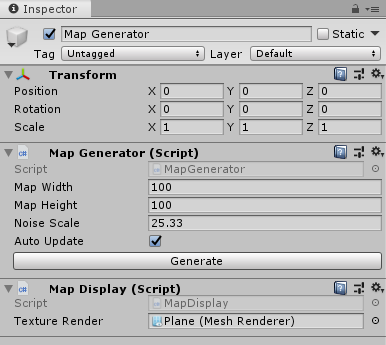 Inspector
Map Generator Static
Tag Untagged Layer Default
Transform
Position X 0 Y 0 Z 0
Rotation X 0 Y 0 Z 0
Scale X 1 Y 1 Z 1
Map Generator (Script)
Script MapGenerator
Map Width 100
Map Height 100
Noise Scale 25.33
Auto Update
Generate
Map Display (Script)
Script MapDisplay
Texture Render Plane (Mesh Renderer)